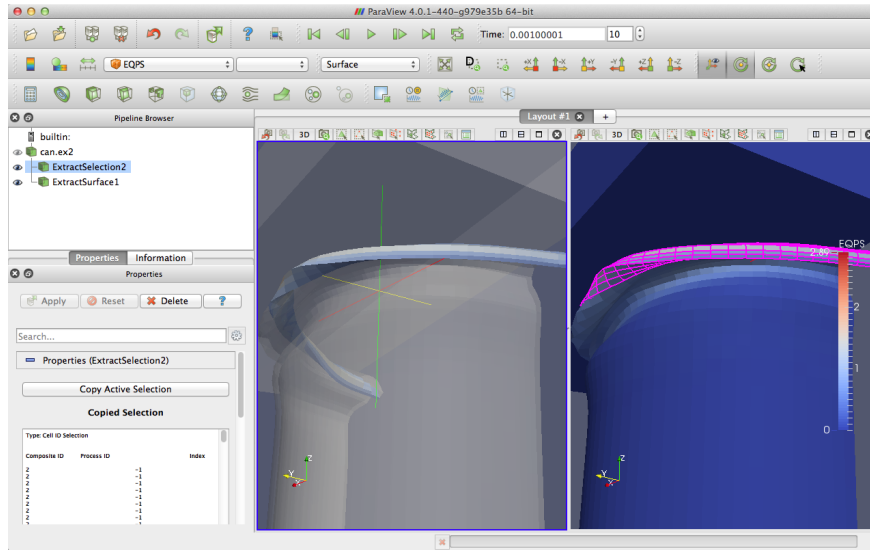 ParaView 4.0.1-440-g979e35b 64-bit
Time: 0.00100001 10
EQPS Surface
Pipeline Browser
Layout #1 +
builtin:
can.ex2
ExtractSelection2
ExtractSurface1
3D
3D
Properties Information
Properties
Apply Reset Delete ?
Search...
Properties (ExtractSelection2)
Copy Active Selection
Copied Selection
Type: Cell ID Selection
Composite ID Process ID Index
2 -1
2 -1
2 -1
2 -1
2 -1
2 -1
2 -1
Z
Y
X
EQPS
2.89
2
1
0
Z
Y
X